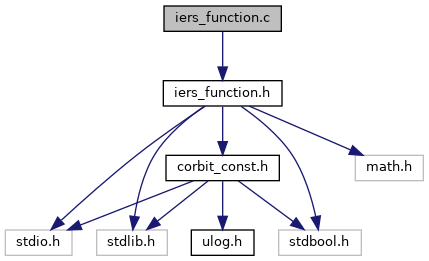 iers_function.c
iers_function.h
corbit_const.h
math.h
stdio.h
stdlib.h
ulog.h
stdbool.h